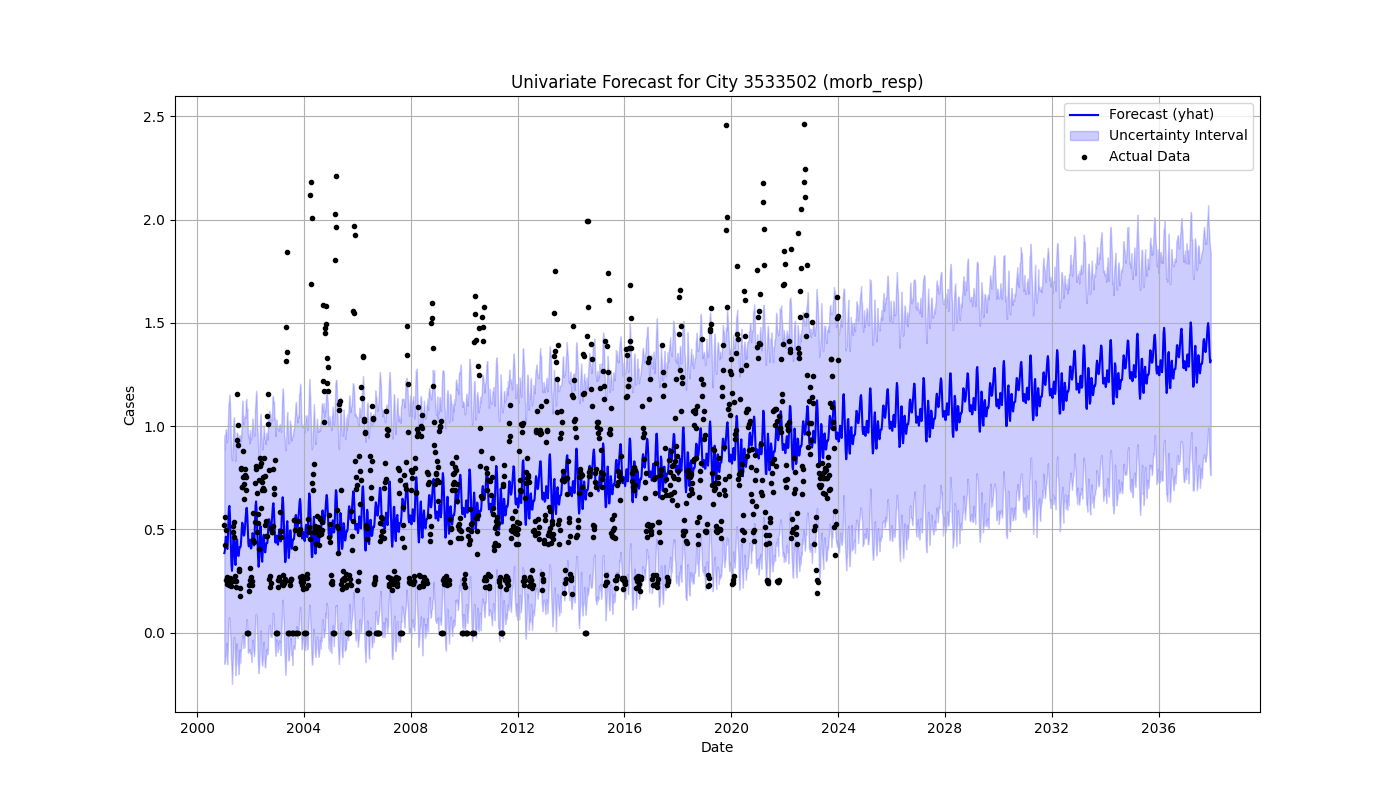 Univariate Forecast for City 3533502 (morb_resp)
Forecast (yhat)
Uncertainty Interval
Actual Data
Cases
2.5
2.0
1.5
1.0
0.5
0.0
2000 2004 2008 2012 2016 2020 2024 2028 2032 2036
Date